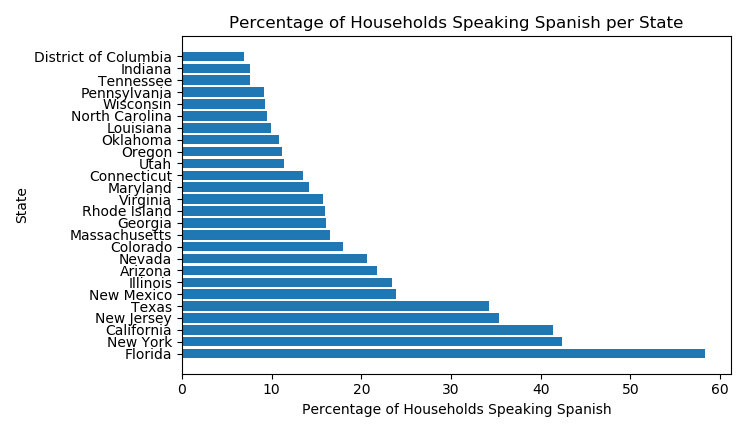 Percentage of Households Speaking Spanish per State
District of Columbia
Indiana
Tennessee
Pennsylvania
Wisconsin
North Carolina
Louisiana
Oklahoma
Oregon
Utah
Connecticut
Maryland
Virginia
Rhode Island
Georgia
Massachusetts
Colorado
Nevada
Arizona
Illinois
New Mexico
Texas
New Jersey
California
New York
Florida
State
0 10 20 30 40 50 60
Percentage of Households Speaking Spanish